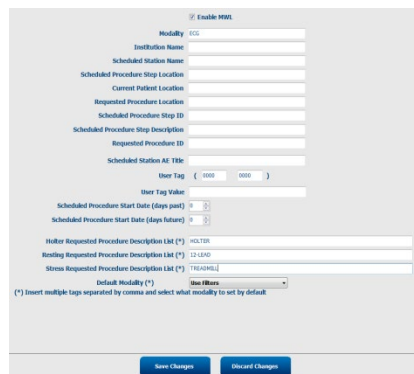 Enable MWL
Modality ECG
Institution Name
Scheduled Station Name
Scheduled Procedure Step Location
Current Patient Location
Requested Procedure Location
Scheduled Procedure Step ID
Scheduled Procedure Step Description
Requested Procedure ID
Scheduled Station AE Title
User Tag ( 0000 0000 )
User Tag Value
Scheduled Procedure Start Date (days past) 0
Scheduled Procedure Start Date (days future) 0
Holter Requested Procedure Description List (*) HOLTER
Resting Requested Procedure Description List (*) 12-LEAD
Stress Requested Procedure Description List (*) TREADMILL
Default Modality (*) Use Filters
(*) Insert multiple tags separated by comma and select what modality to set by default
Save Changes Discard Changes